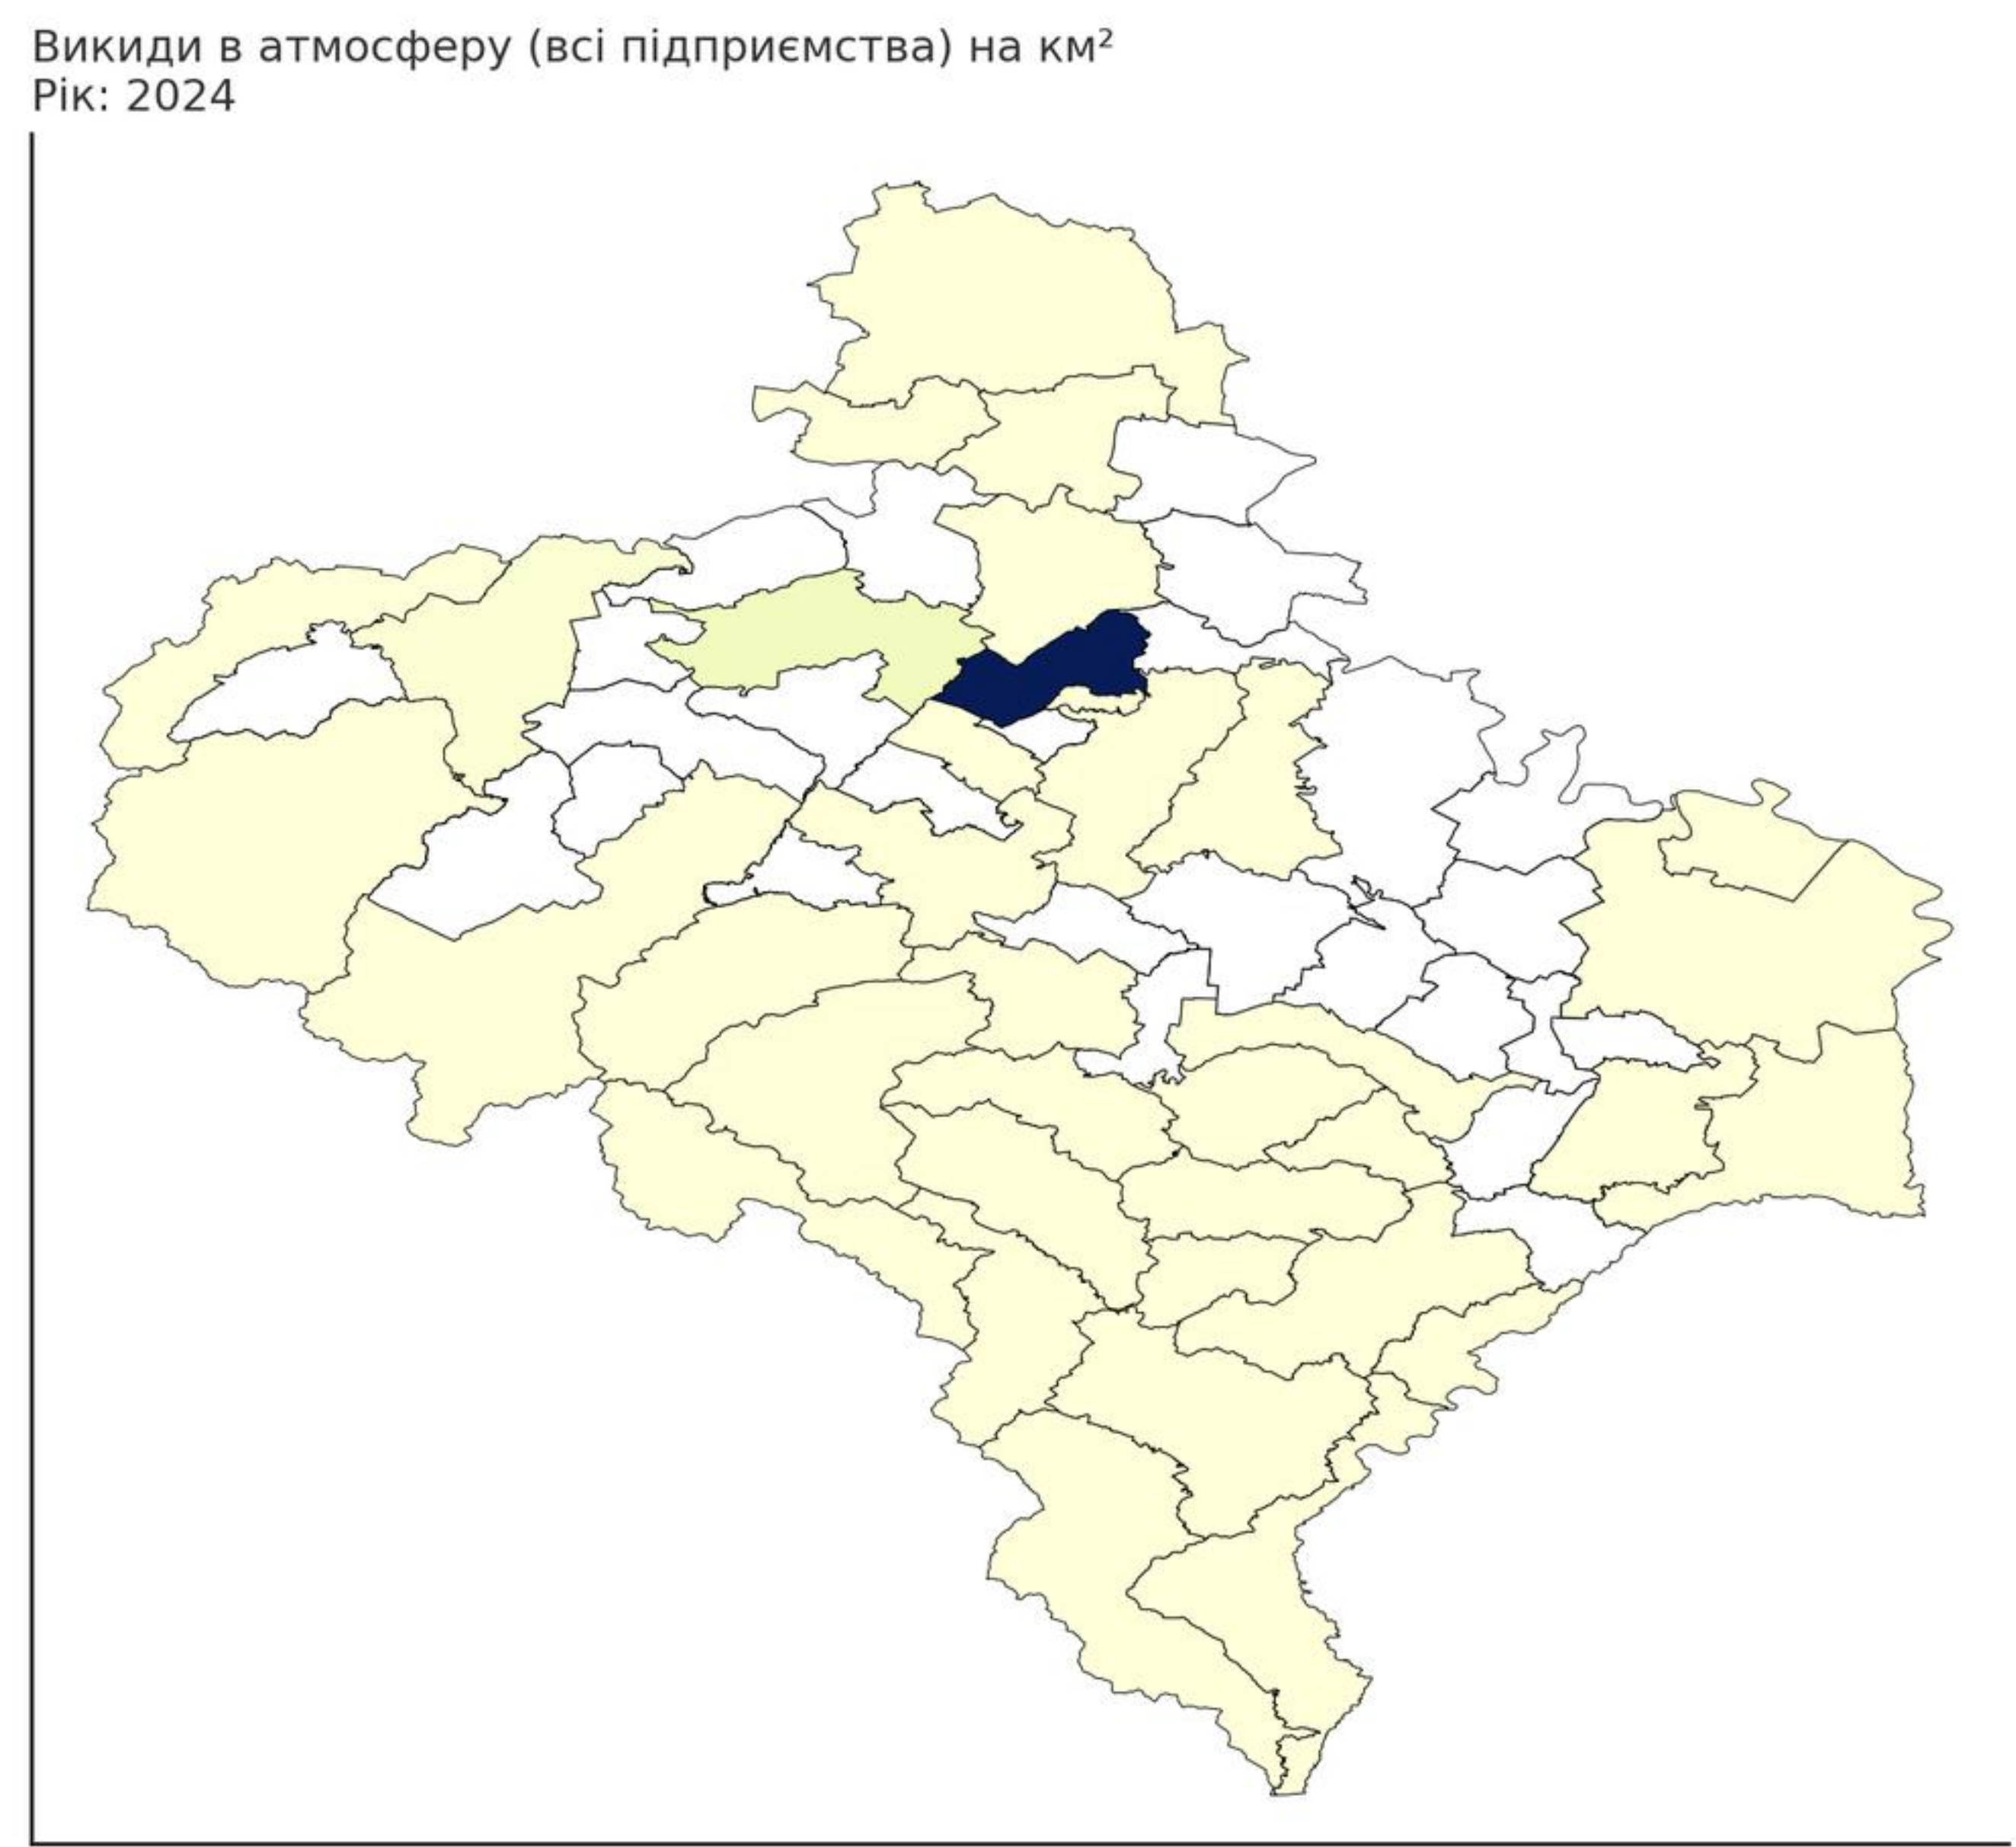 Викиди в атмосферу (всі підприємства) на км²
Рік: 2024